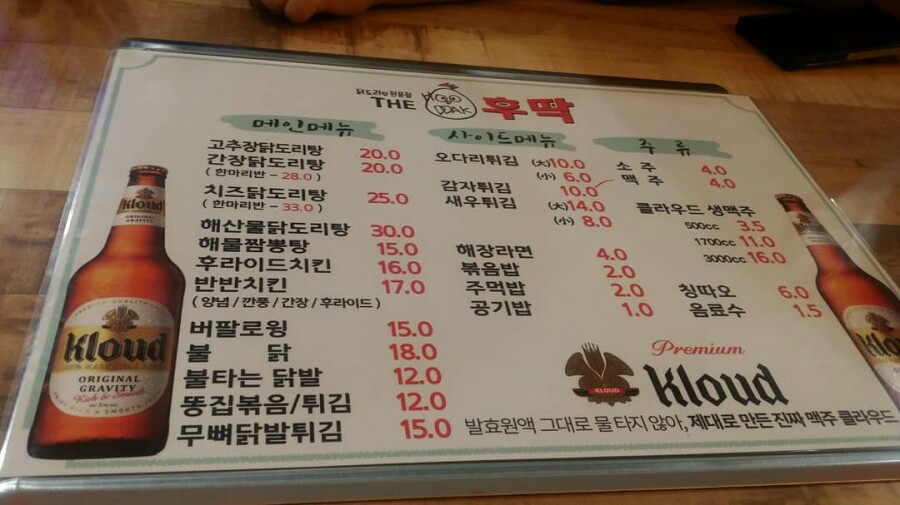 닭도리탕 전문점
THE
DDAK
후딱
메인메뉴
고추장닭도리탕 20.0
간장닭도리탕 20.0
( 한마리반 - 28.0 )
치즈닭도리탕 25.0
( 한마리반 - 33.0 )
해산물닭도리탕 30.0
해물짬뽕탕 15.0
후라이드치킨 16.0
반반치킨 17.0
( 양념 / 깐풍 / 간장 / 후라이드 )
버팔로윙 15.0
불 닭 18.0
불타는 닭발 12.0
똥집볶음/튀김 12.0
무뼈닭발튀김 15.0
사이드메뉴
오다리튀김 (大)10.0
(小) 6.0
감자튀김 10.0
새우튀김 (大)14.0
(小) 8.0
해장라면 4.0
볶음밥 2.0
주먹밥 2.0
공기밥 1.0
주 류
소 주 4.0
맥 주 4.0
클라우드 생맥주
500cc 3.5
1700cc 11.0
3000cc 16.0
칭따오 6.0
음료수 1.5
Premium
KLOUD
Kloud
발효원액 그대로 물 타지 않아, 제대로 만든 진짜 맥주 클라우드
Kloud
ORIGINAL
GRAVITY
Kloud
ORIGINAL
GRAVITY
Rich & Smooth